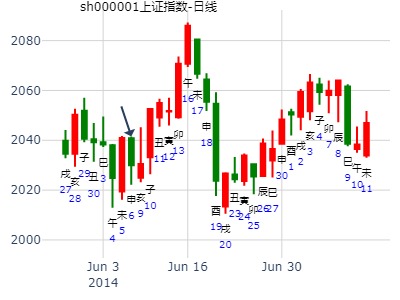 sh000001上证指数-日线
2080
2060
2040
2020
2000
戌
27
亥
28
子
29
丑
30
巳
3
午
4
未
5
申
6
亥
9
子
10
丑
11
寅
12
卯
13
午
16
未
17
申
18
酉
19
戌
20
丑
23
寅
24
卯
25
辰
26
巳
27
申
30
酉
1
戌
2
亥
3
子
4
卯
7
辰
8
巳
9
午
10
未
11
Jun 3
2014
Jun 16
Jun 30